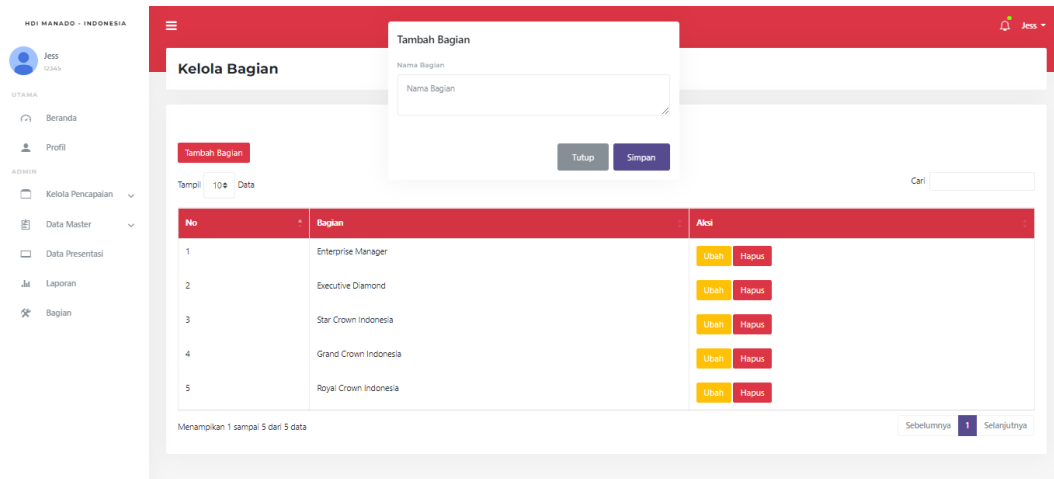 HDI MANADO - INDONESIA
Jess
12345
UTAMA
Beranda
Profil
ADMIN
Kelola Pencapaian
Data Master
Data Presentasi
Laporan
Bagian
Jess
Kelola Bagian
Tambah Bagian
Nama Bagian
Nama Bagian
Tutup Simpan
Tambah Bagian
Tampil 10 Data
Cari
No Bagian Aksi
1 Enterprise Manager Ubah Hapus
2 Executive Diamond Ubah Hapus
3 Star Crown Indonesia Ubah Hapus
4 Grand Crown Indonesia Ubah Hapus
5 Royal Crown Indonesia Ubah Hapus
Menampilkan 1 sampai 5 dari 5 data
Sebelumnya 1 Selanjutnya